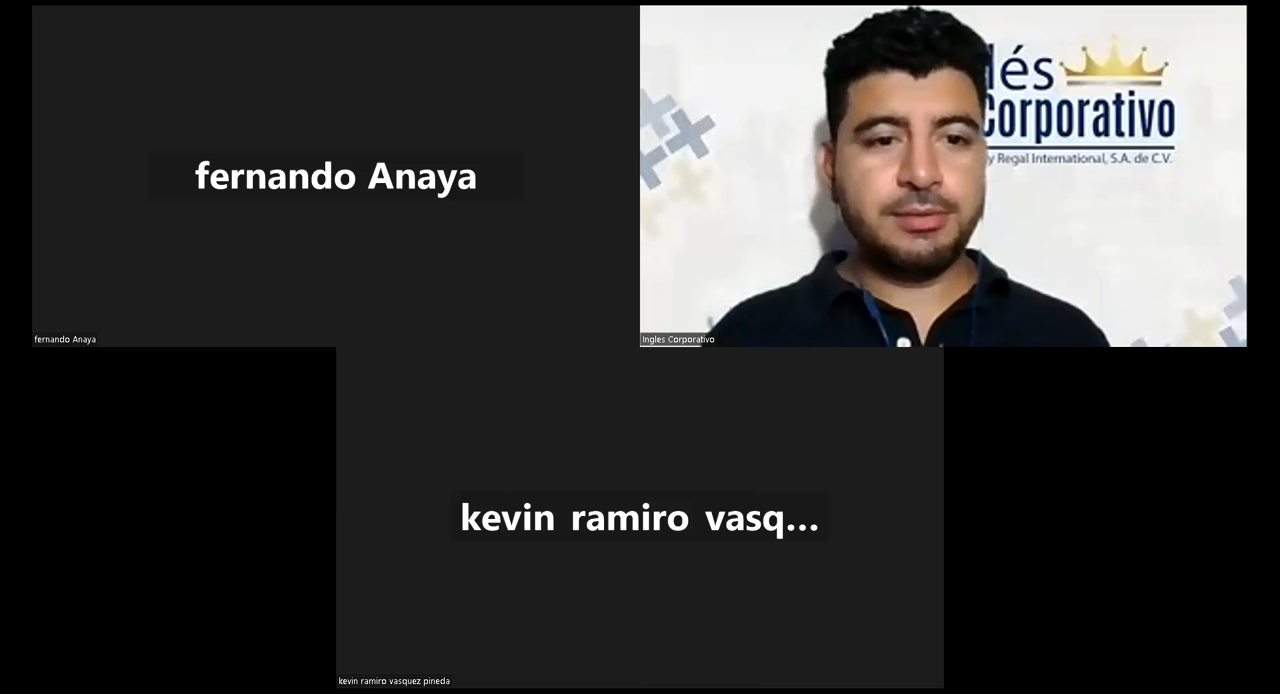 fernando Anaya
fernando Anaya
lés
Corporativo
y Regal International, S.A. de C.V.
Ingles Corporativo
kevin ramiro vasq...
kevin ramiro vasquez pineda